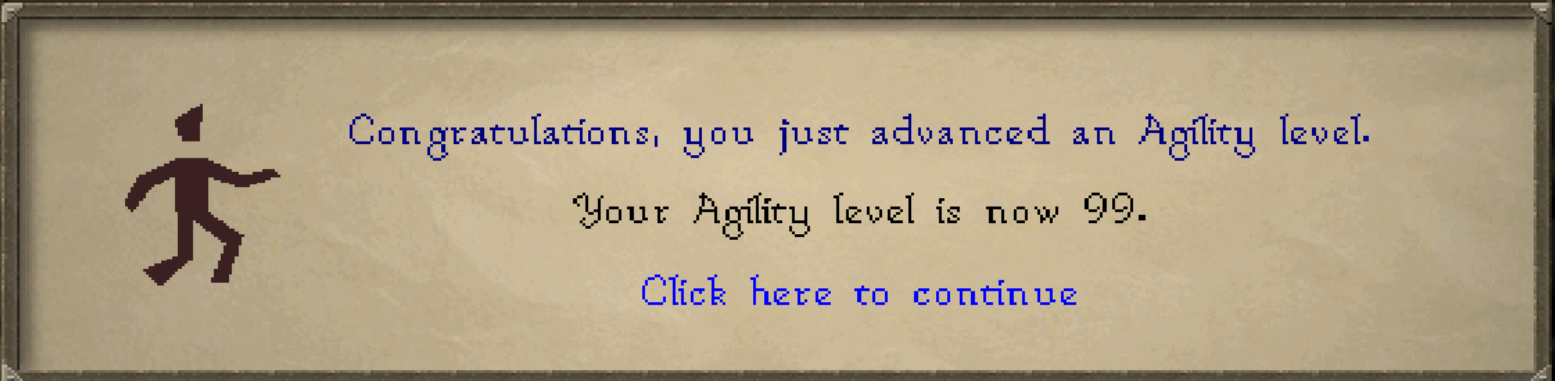 Congratulations, you just advanced an Agility level.
Your Agility level is now 99.
Click here to continue